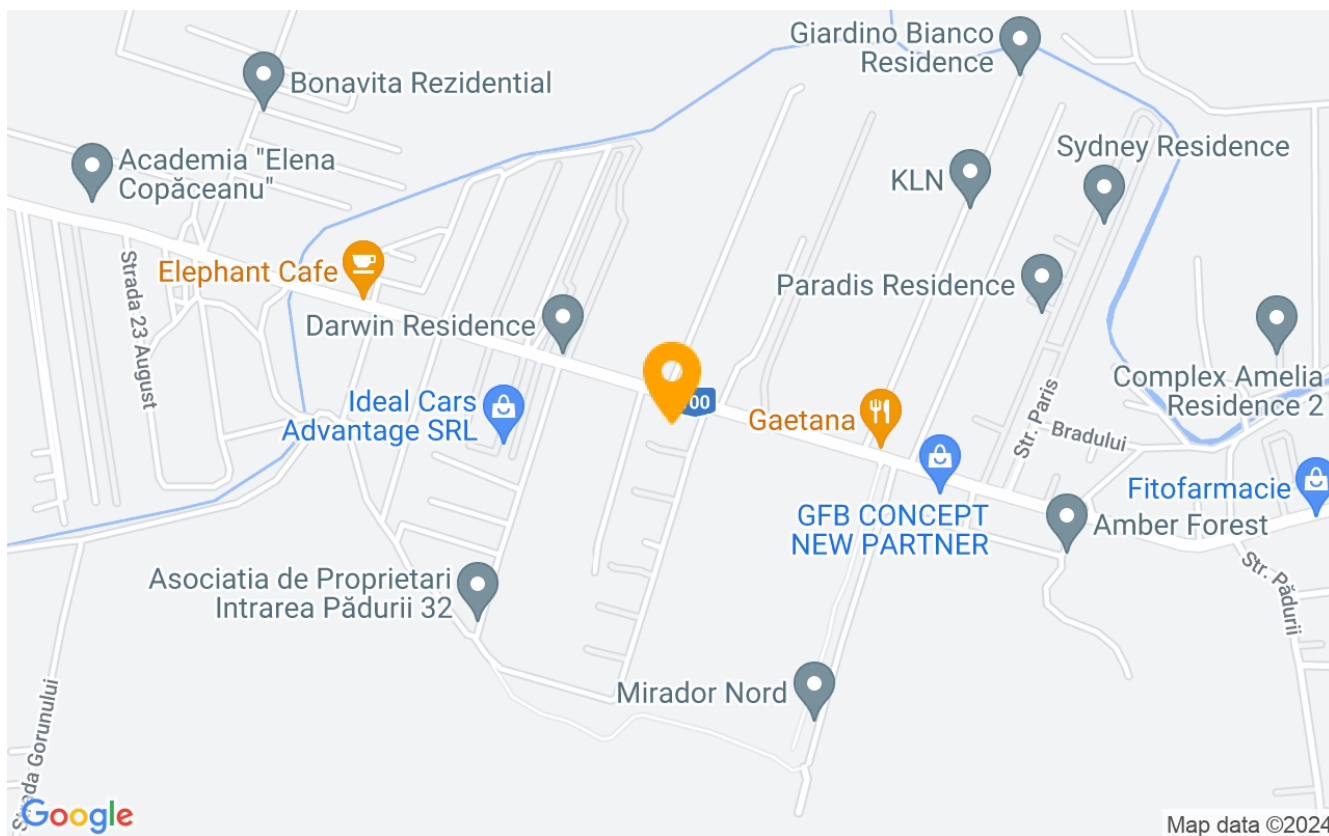 Giardino Bianco
Residence
Bonavita Rezidential
Sydney Residence
Academia "Elena
Copăceanu"
KLN
Elephant Cafe
Strada 23 August
Paradis Residence
Darwin Residence
Complex Amelia
Residence 2
Ideal Cars
Advantage SRL
00
Gaetana
Str. Paris
Bradului
Fitofarmacie
GFB CONCEPT
NEW PARTNER
Amber Forest
Asociatia de Proprietari
Intrarea Pădurii 32
Str. Pădurii
Mirador Nord
Strada Gorunului
Google
Map data ©2024